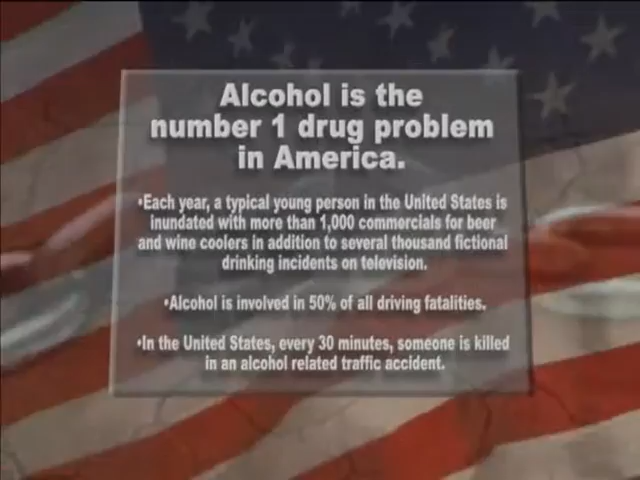 Alcohol is the
number 1 drug problem
in America.
•Each year, a typical young person in the United States is
inundated with more than 1,000 commercials for beer
and wine coolers in addition to several thousand fictional
drinking incidents on television.
•Alcohol is involved in 50% of all driving fatalities.
•In the United States, every 30 minutes, someone is killed
in an alcohol related traffic accident.